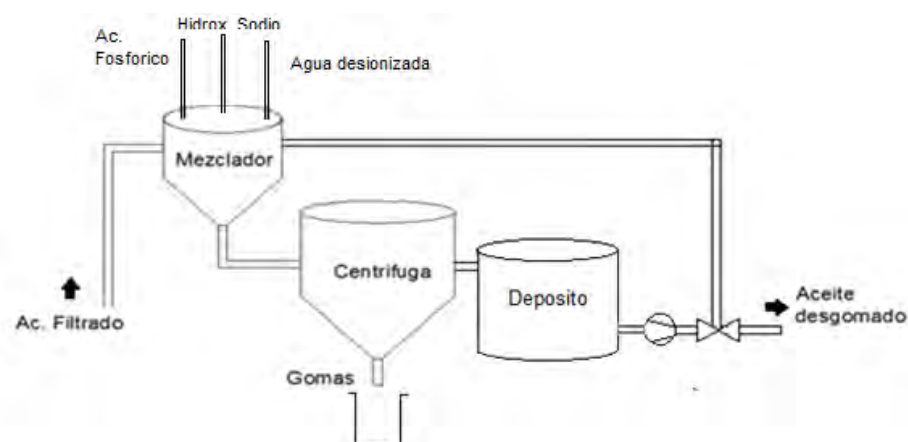 Ac.
Fosforico
Hidrox Sodio
Agua desionizada
Mezclador
Centrifuga
Deposito
Ac. Filtrado
Aceite
desgomado
Gomas